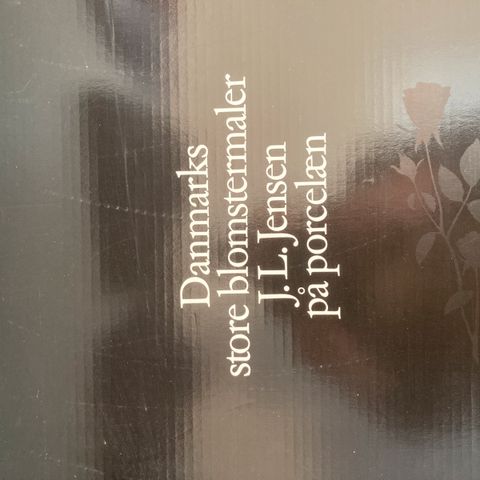 Danmarks
store blomstermaler
J. L. Jensen
på porcelæn